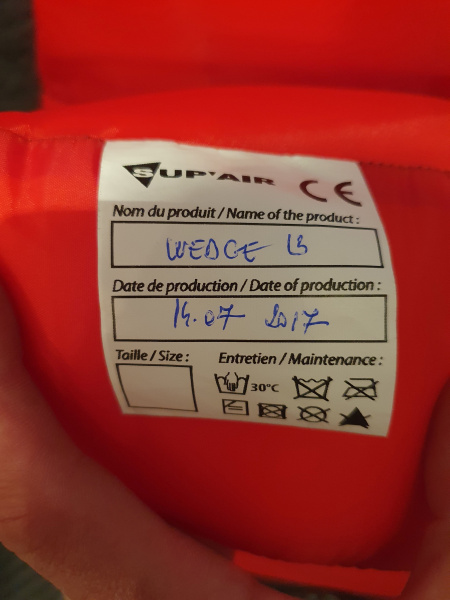 SUP'AIR CE
Nom du produit / Name of the product :
WEDGE LB
Date de production / Date of production :
14.07 2017
Taille / Size : Entretien / Maintenance :
30°C